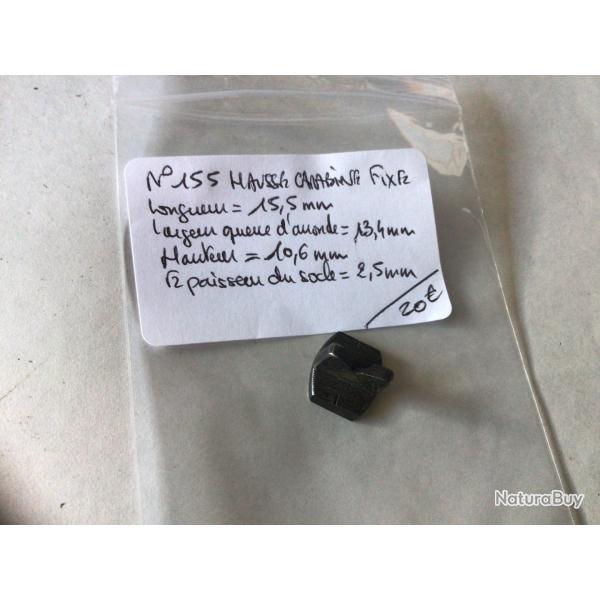 N° 155 HAUSSE CARABINE FIXE
Longueur = 15,5 mm
Largeur queue d'aronde = 13,4 mm
Hauteur = 10,6 mm
Epaisseur du socle = 2,5 mm
20€
NaturaBuy